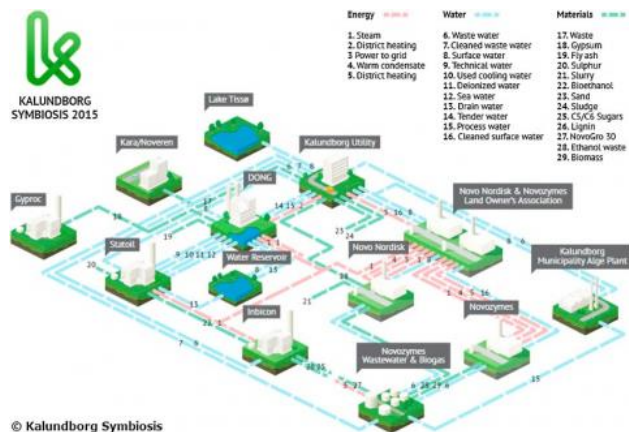 KALUNDBORG
SYMBIOSIS 2015
Energy
1. Steam
2. District heating
3 Power to grid
4. Warm condensate
5. District heating
Water
6. Waste water
7. Cleaned waste water
8. Surface water
9. Technical water
10. Used cooling water
11. Deionized water
12. Sea water
13. Drain water
14. Tender water
15. Process water
16. Cleaned surface water
Materials
17. Waste
18. Gypsum
19. Fly ash
20. Sulphur
21. Slurry
22. Bioethanol
23. Sand
24. Sludge
25. C5/C6 Sugars
26. Lignin
27. NovoGro 30
28. Ethanol waste
29. Biomass
Lake Tissø
Kalundborg Utility
Kara/Noveren
DONG
Gyproc
Novo Nordisk & Novozymes
Land Owner's Association
Statoil
Water Reservoir
Novo Nordisk
Kalundborg
Municipality Alge Plant
Inbicon
Novozymes
Novozymes
Wastewater & Biogas
© Kalundborg Symbiosis